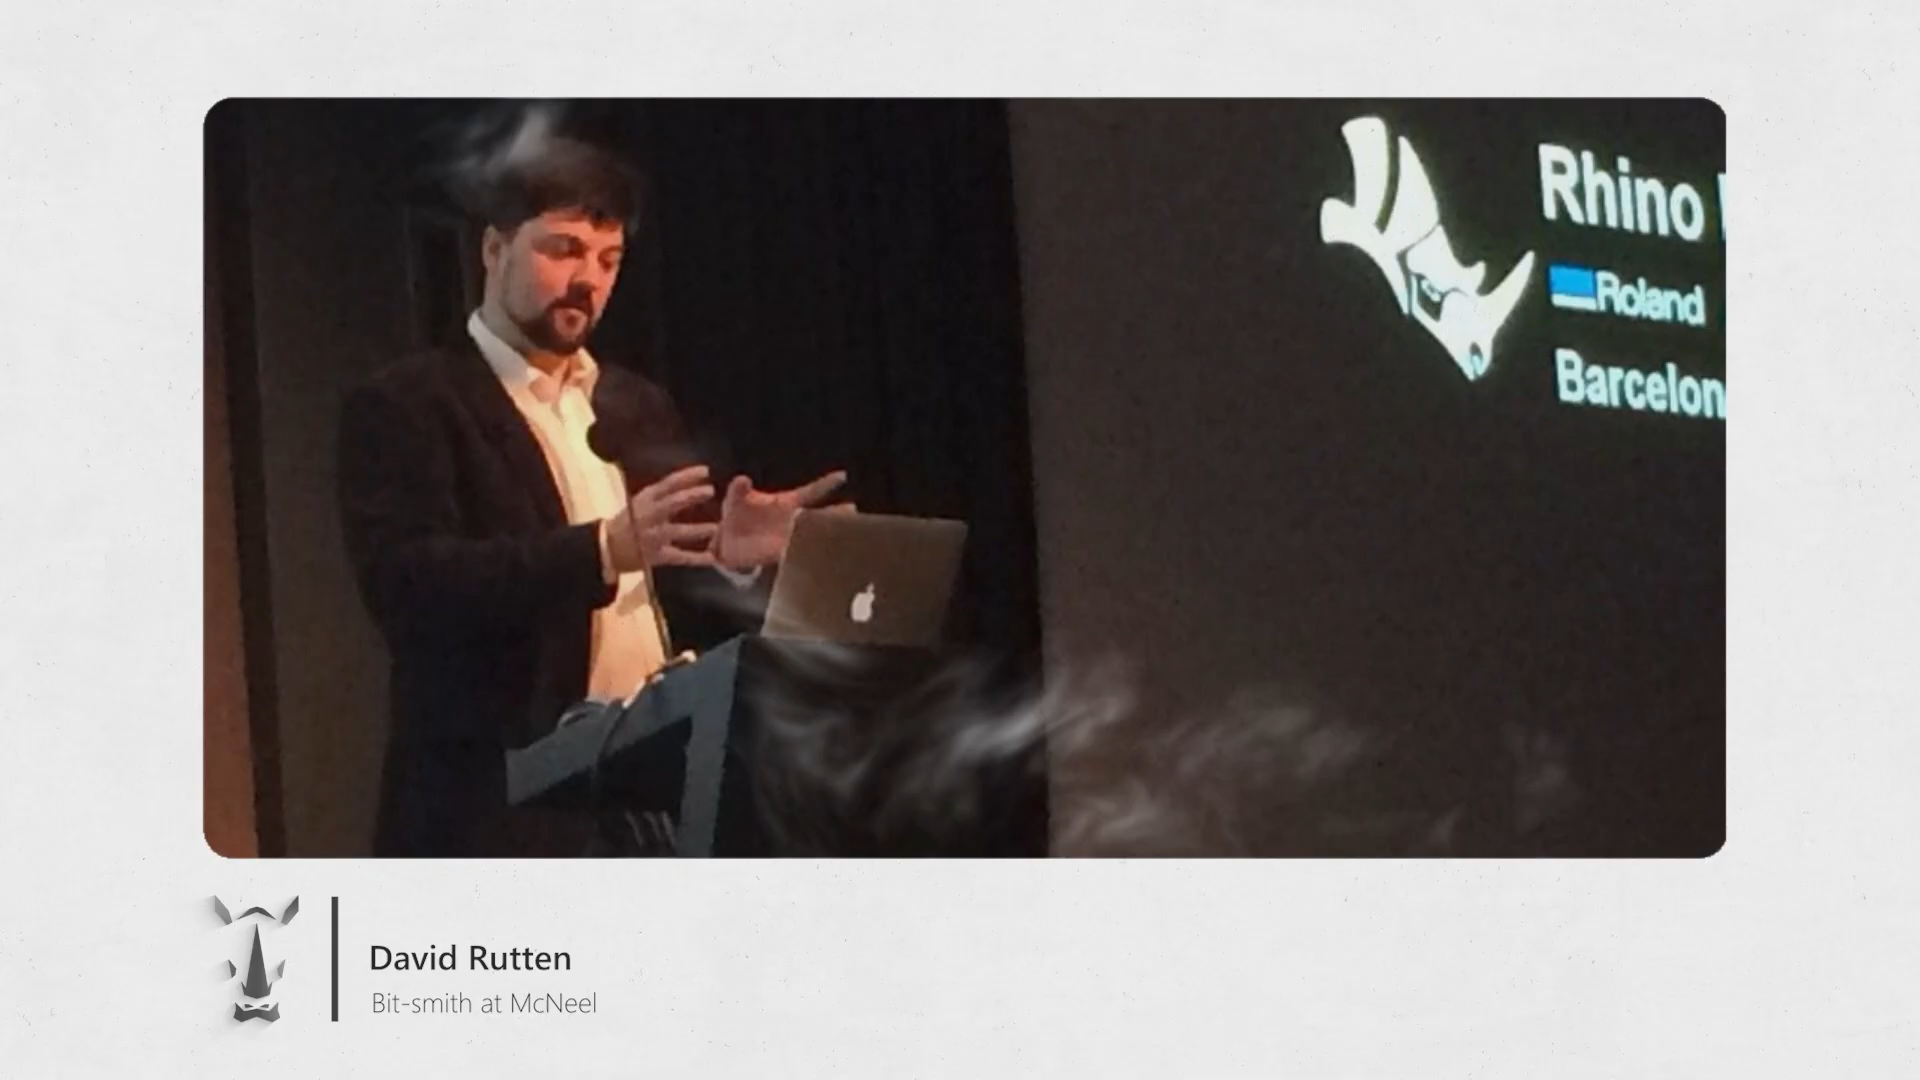 Rhino
Roland
Barcelon
David Rutten
Bit-smith at McNeel